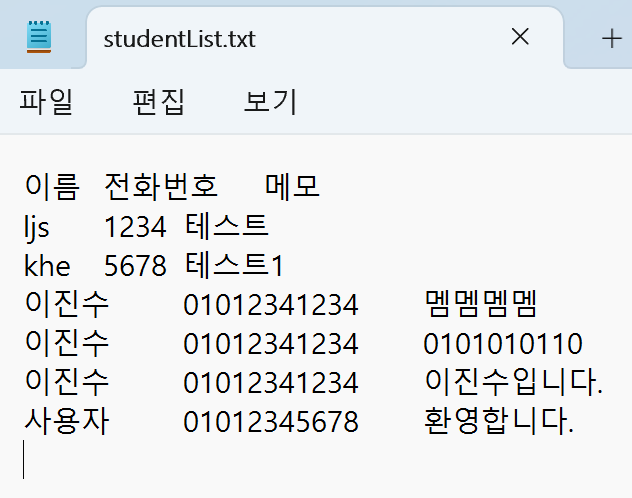 studentList.txt
파일 편집 보기
이름 전화번호 메모
ljs 1234 테스트
khe 5678 테스트1
이진수 01012341234 멤멤멤멤
이진수 01012341234 0101010110
이진수 01012341234 이진수입니다.
사용자 01012345678 환영합니다.